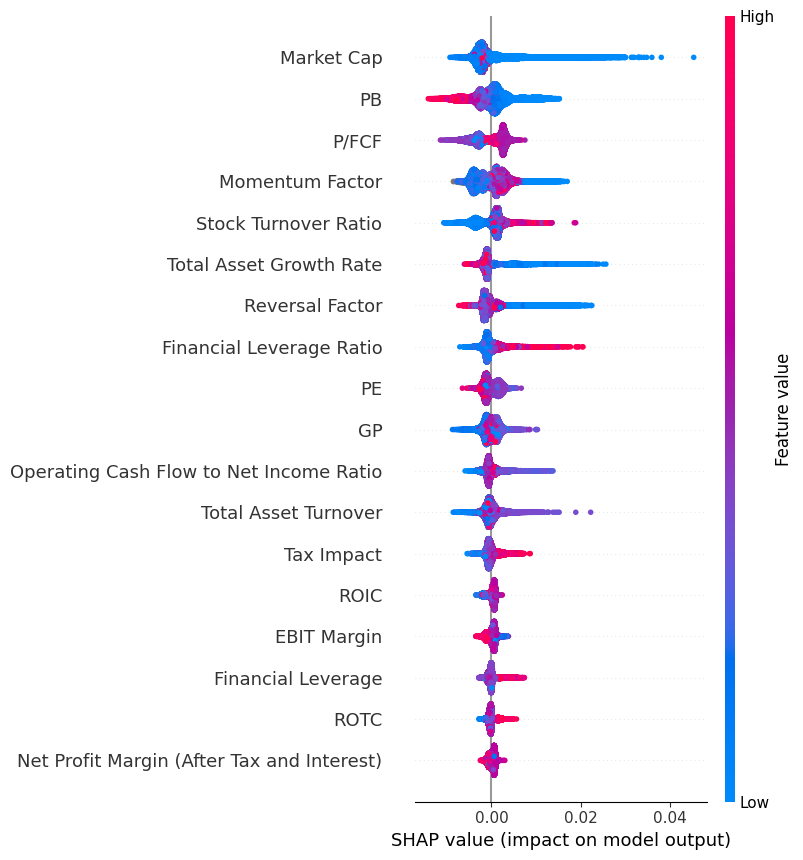 High
Market Cap
PB
P/FCF
Momentum Factor
Stock Turnover Ratio
Total Asset Growth Rate
Reversal Factor
Financial Leverage Ratio
PE
GP
Operating Cash Flow to Net Income Ratio
Total Asset Turnover
Tax Impact
ROIC
EBIT Margin
Financial Leverage
ROTC
Net Profit Margin (After Tax and Interest)
Feature value
Low
0.00 0.02 0.04
SHAP value (impact on model output)